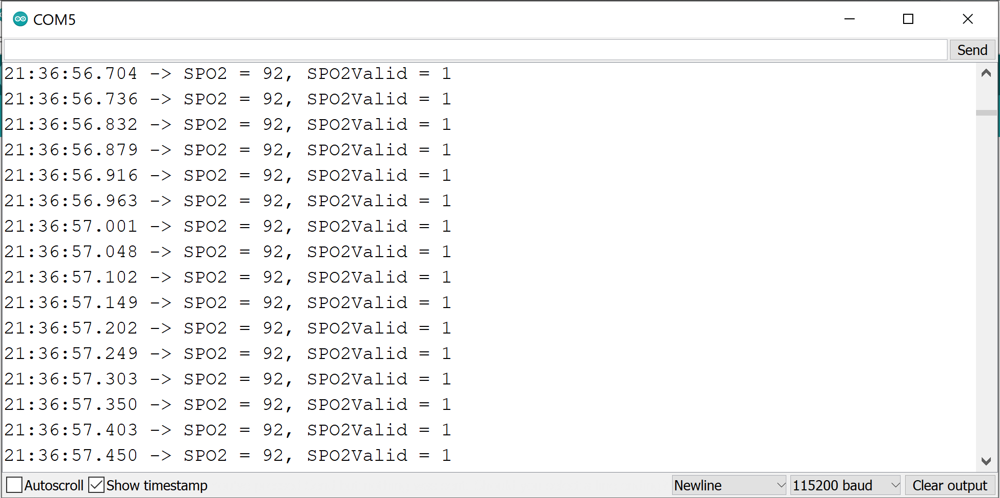 COM5
Send
21:36:56.704 -> SPO2 = 92, SPO2Valid = 1
21:36:56.736 -> SPO2 = 92, SPO2Valid = 1
21:36:56.832 -> SPO2 = 92, SPO2Valid = 1
21:36:56.879 -> SPO2 = 92, SPO2Valid = 1
21:36:56.916 -> SPO2 = 92, SPO2Valid = 1
21:36:56.963 -> SPO2 = 92, SPO2Valid = 1
21:36:57.001 -> SPO2 = 92, SPO2Valid = 1
21:36:57.048 -> SPO2 = 92, SPO2Valid = 1
21:36:57.102 -> SPO2 = 92, SPO2Valid = 1
21:36:57.149 -> SPO2 = 92, SPO2Valid = 1
21:36:57.202 -> SPO2 = 92, SPO2Valid = 1
21:36:57.249 -> SPO2 = 92, SPO2Valid = 1
21:36:57.303 -> SPO2 = 92, SPO2Valid = 1
21:36:57.350 -> SPO2 = 92, SPO2Valid = 1
21:36:57.403 -> SPO2 = 92, SPO2Valid = 1
21:36:57.450 -> SPO2 = 92, SPO2Valid = 1
Autoscroll Show timestamp Newline 115200 baud Clear output